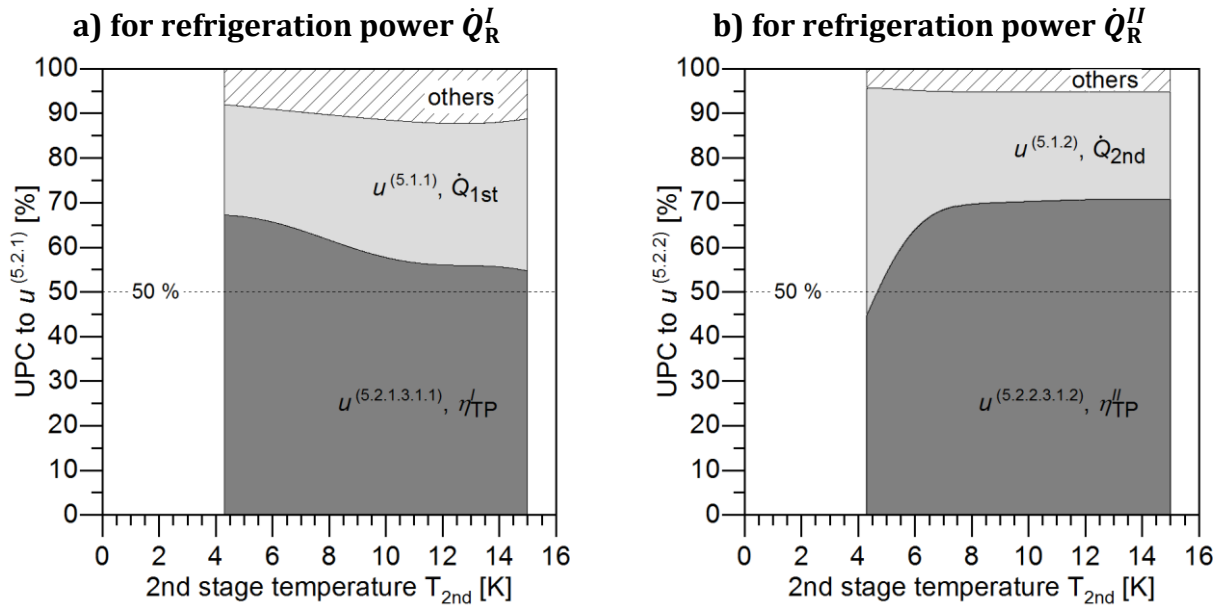 a) for refrigeration power Q̇_R^I
UPC to u^(5.2.1) [%]
100
90
80
70
60
50
40
30
20
10
0
others
u^(5.1.1), Q̇_1st
50 %
u^(5.2.1.3.1.1), η_TP^I
0 2 4 6 8 10 12 14 16
2nd stage temperature T_2nd [K]
b) for refrigeration power Q̇_R^II
UPC to u^(5.2.2) [%]
100
90
80
70
60
50
40
30
20
10
0
others
u^(5.1.2), Q̇_2nd
50 %
u^(5.2.2.3.1.2), η_TP^II
0 2 4 6 8 10 12 14 16
2nd stage temperature T_2nd [K]